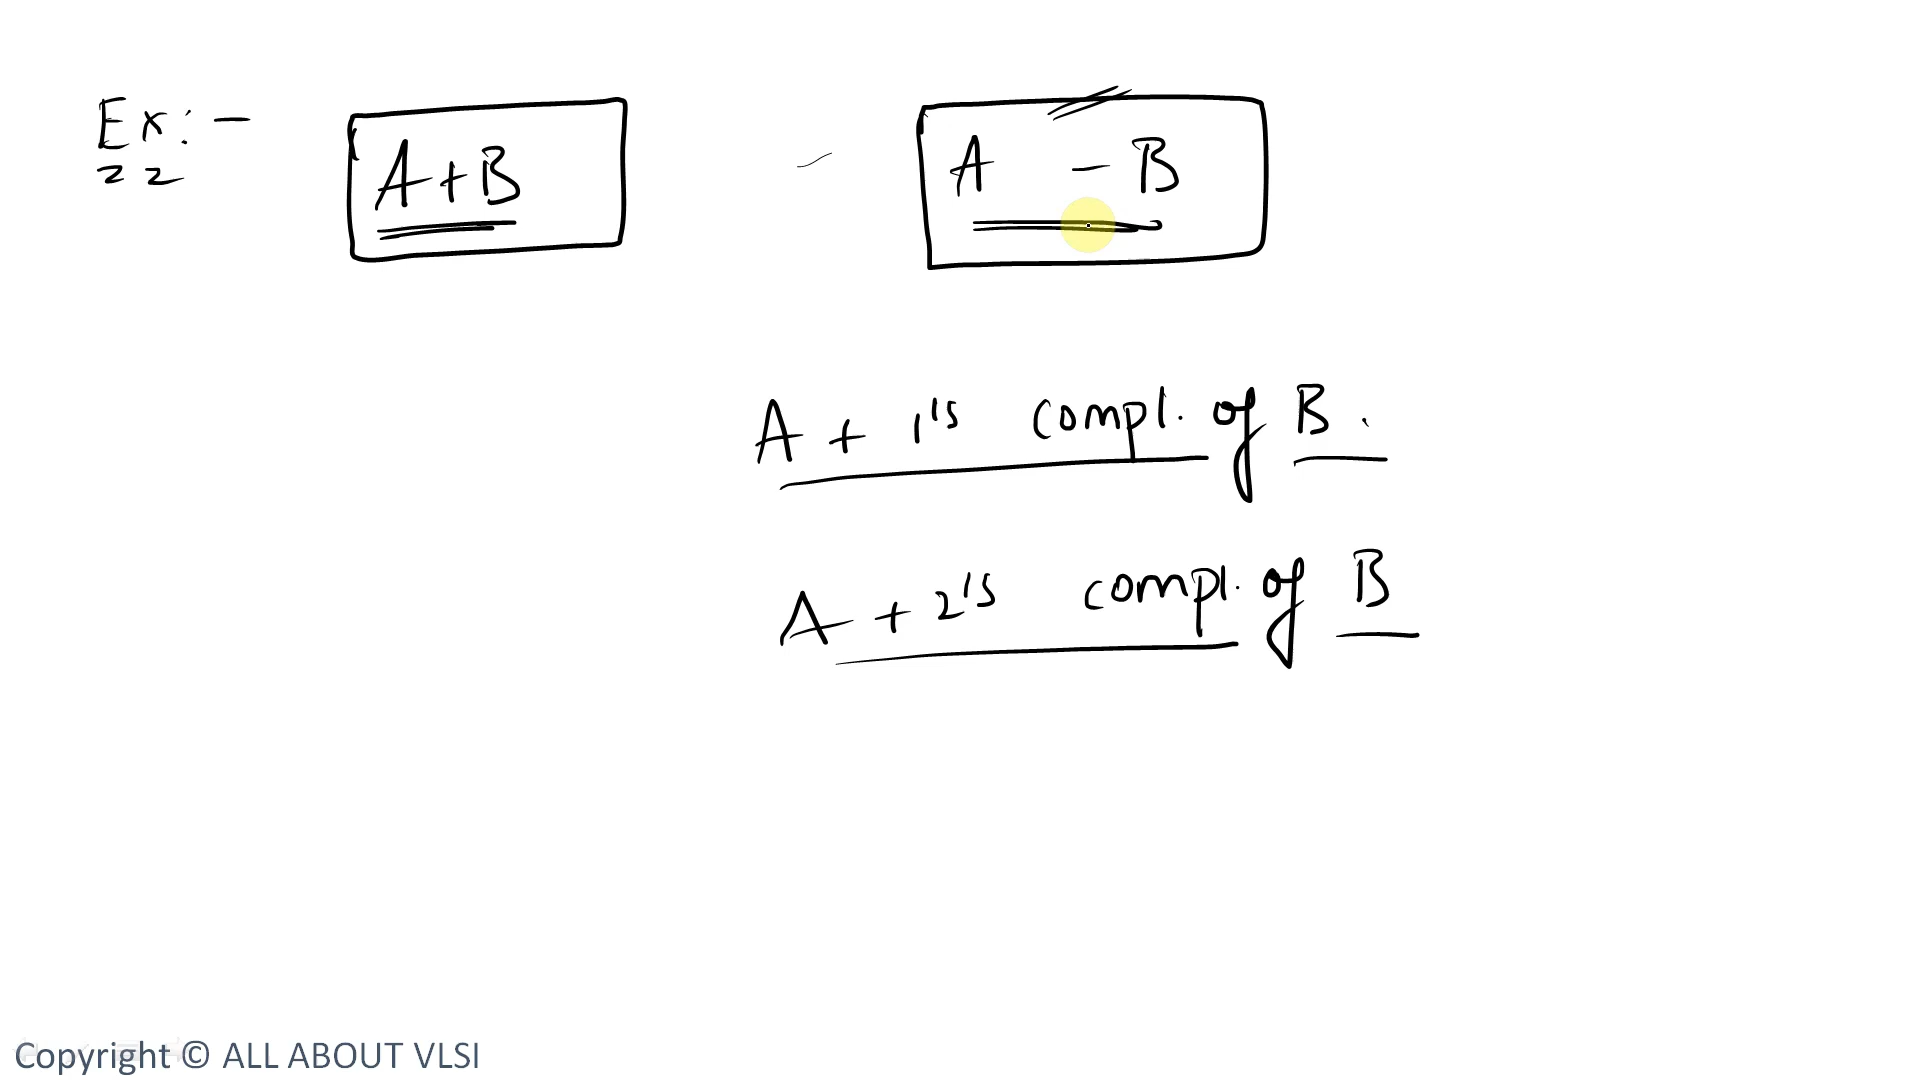 Ex:- A+B - A - B
A + 1's compl. of B.
A + 2's compl. of B
Copyright © ALL ABOUT VLSI